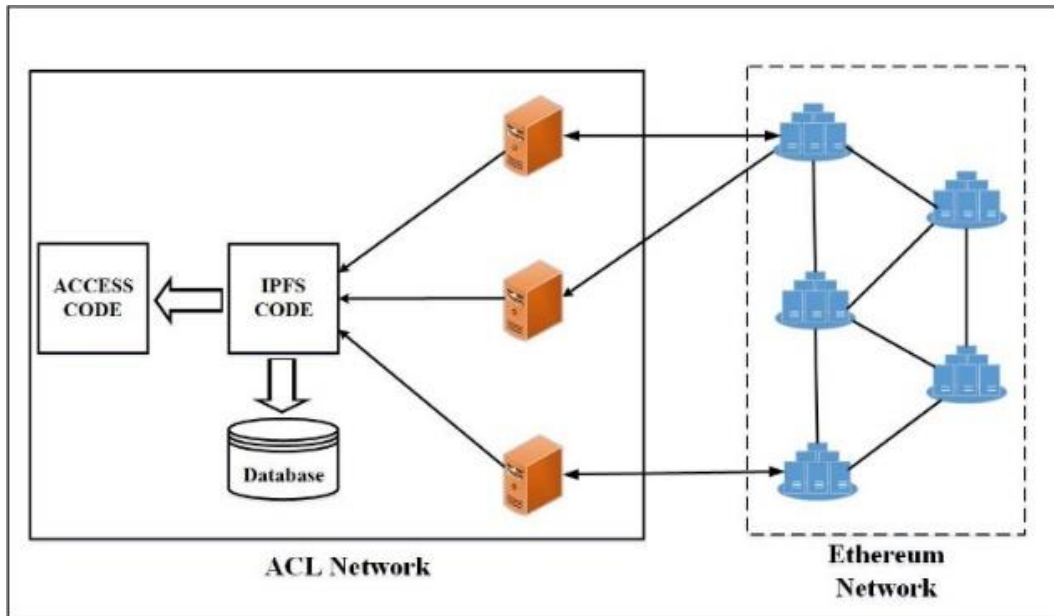 ACCESS
CODE
IPFS
CODE
Database
ACL Network
Ethereum
Network